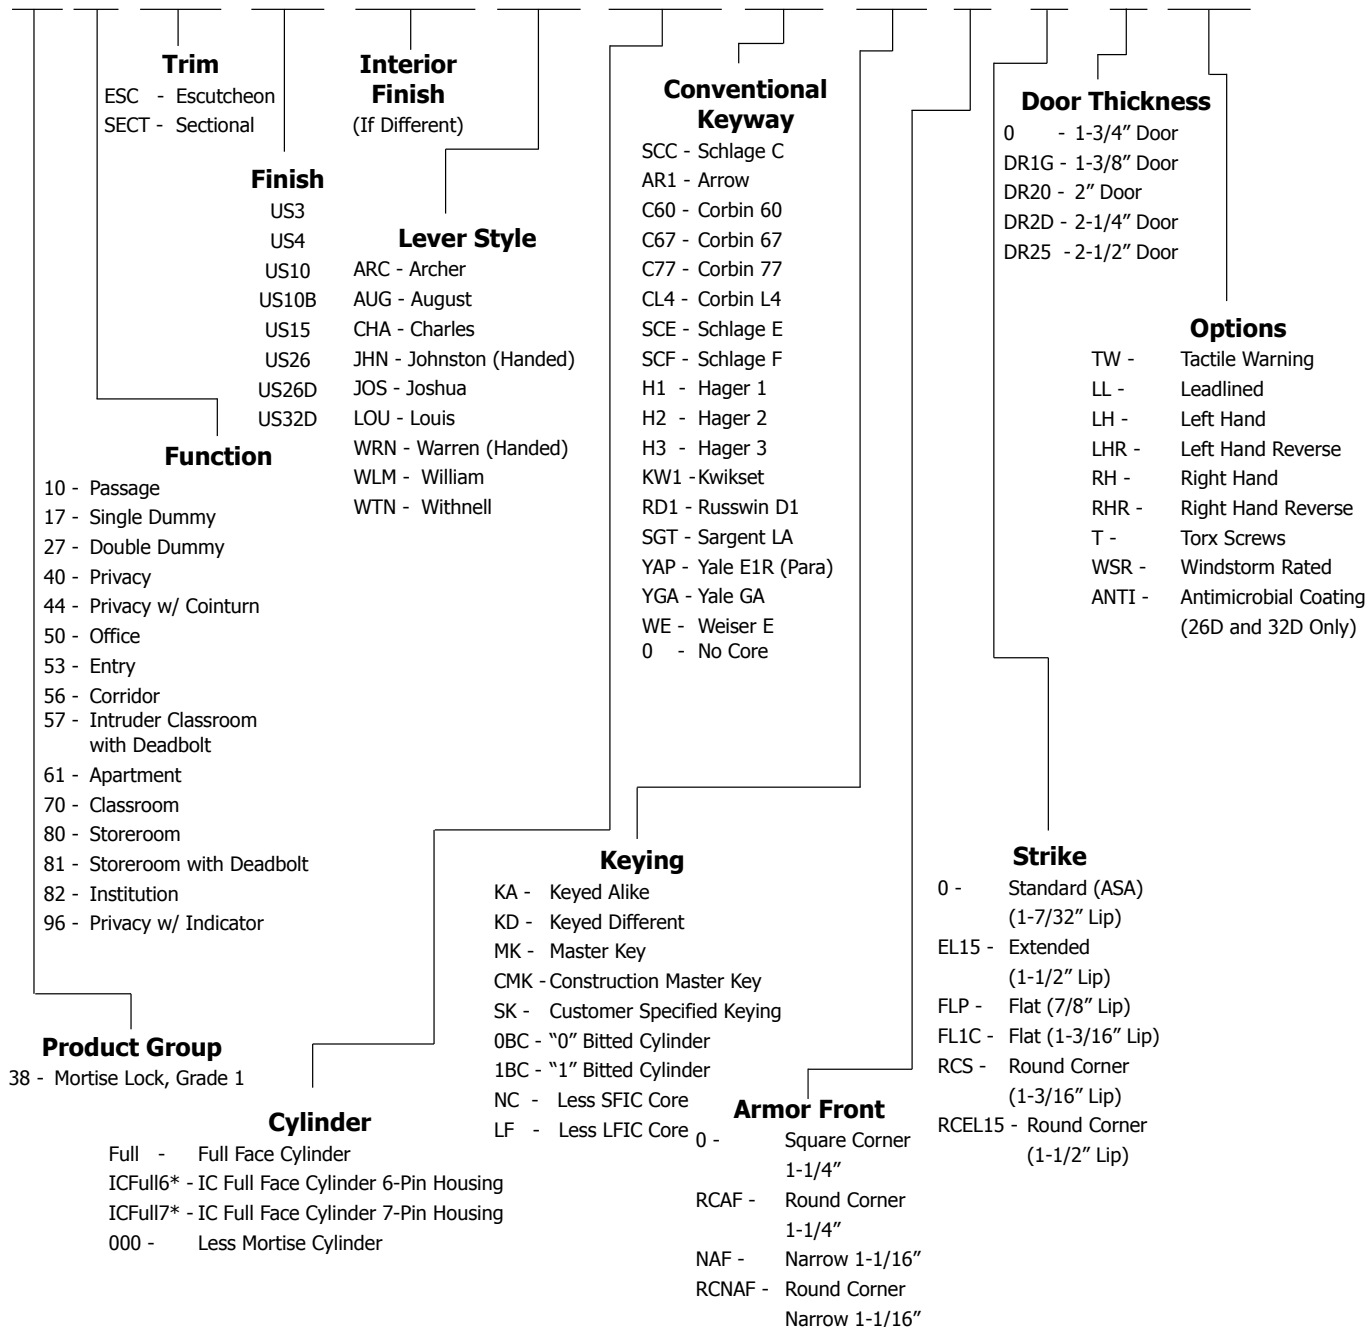 Trim
ESC - Escutcheon
SECT - Sectional
Finish
US3
US4
US10
US10B
US15
US26
US26D
US32D
Interior
Finish
(If Different)
Lever Style
ARC - Archer
AUG - August
CHA - Charles
JHN - Johnston (Handed)
JOS - Joshua
LOU - Louis
WRN - Warren (Handed)
WLM - William
WTN - Withnell
Conventional
Keyway
SCC - Schlage C
AR1 - Arrow
C60 - Corbin 60
C67 - Corbin 67
C77 - Corbin 77
CL4 - Corbin L4
SCE - Schlage E
SCF - Schlage F
H1 - Hager 1
H2 - Hager 2
H3 - Hager 3
KW1 - Kwikset
RD1 - Russwin D1
SGT - Sargent LA
YAP - Yale E1R (Para)
YGA - Yale GA
WE - Weiser E
0 - No Core
Door Thickness
0 - 1-3/4” Door
DR1G - 1-3/8” Door
DR20 - 2” Door
DR2D - 2-1/4” Door
DR25 - 2-1/2” Door
Options
TW - Tactile Warning
LL - Leadlined
LH - Left Hand
LHR - Left Hand Reverse
RH - Right Hand
RHR - Right Hand Reverse
T - Torx Screws
WSR - Windstorm Rated
ANTI - Antimicrobial Coating
(26D and 32D Only)
Function
10 - Passage
17 - Single Dummy
27 - Double Dummy
40 - Privacy
44 - Privacy w/ Cointurn
50 - Office
53 - Entry
56 - Corridor
57 - Intruder Classroom
with Deadbolt
61 - Apartment
70 - Classroom
80 - Storeroom
81 - Storeroom with Deadbolt
82 - Institution
96 - Privacy w/ Indicator
Product Group
38 - Mortise Lock, Grade 1
Cylinder
Full - Full Face Cylinder
ICFull6* - IC Full Face Cylinder 6-Pin Housing
ICFull7* - IC Full Face Cylinder 7-Pin Housing
000 - Less Mortise Cylinder
Keying
KA - Keyed Alike
KD - Keyed Different
MK - Master Key
CMK - Construction Master Key
SK - Customer Specified Keying
0BC - “0” Bitted Cylinder
1BC - “1” Bitted Cylinder
NC - Less SFIC Core
LF - Less LFIC Core
Armor Front
0 - Square Corner
1-1/4”
RCAF - Round Corner
1-1/4”
NAF - Narrow 1-1/16”
RCNAF - Round Corner
Narrow 1-1/16”
Strike
0 - Standard (ASA)
(1-7/32” Lip)
EL15 - Extended
(1-1/2” Lip)
FLP - Flat (7/8” Lip)
FL1C - Flat (1-3/16” Lip)
RCS - Round Corner
(1-3/16” Lip)
RCEL15 - Round Corner
(1-1/2” Lip)